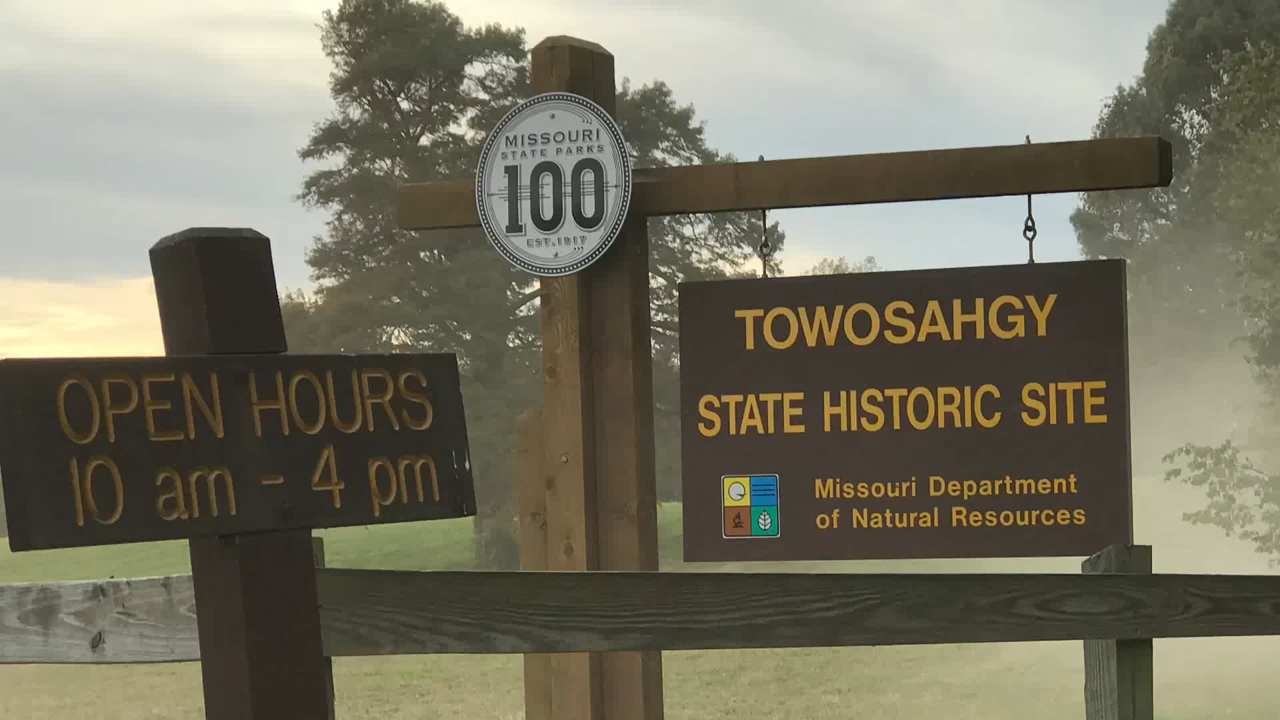 MISSOURI
STATE PARKS
100
EST. 1917
OPEN HOURS
10 am - 4 pm
TOWOSAHGY
STATE HISTORIC SITE
Missouri Department
of Natural Resources